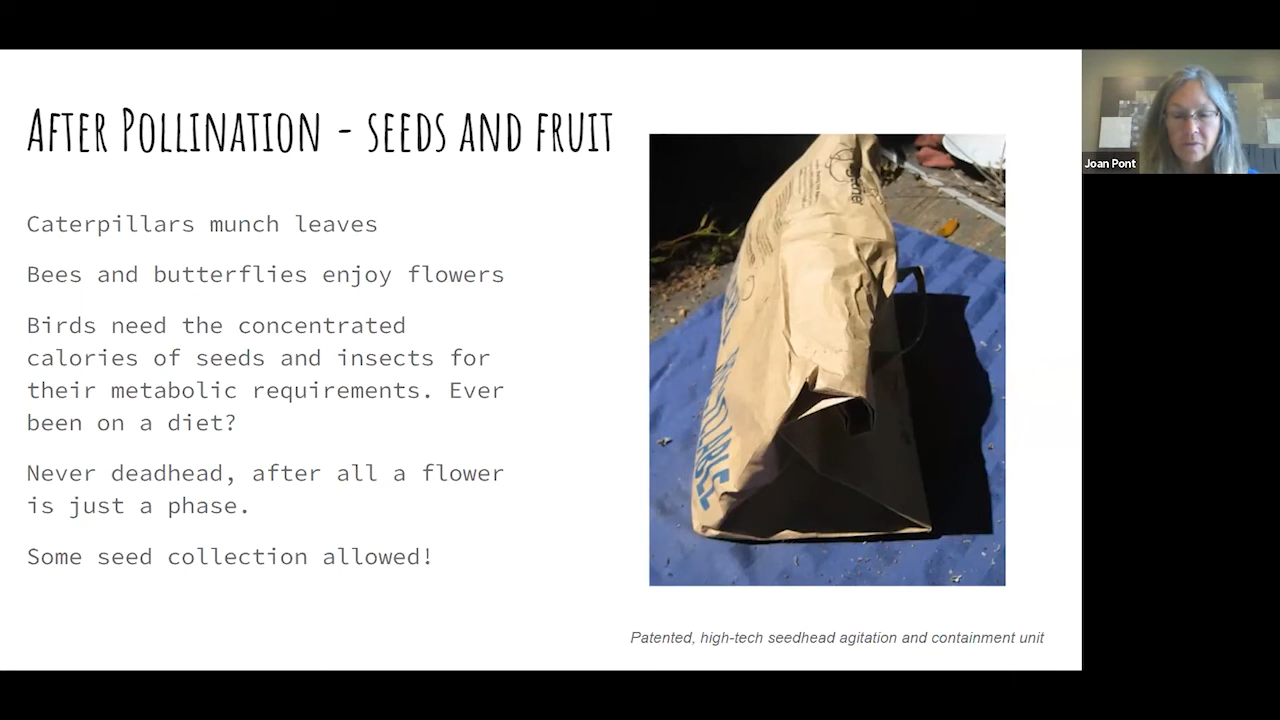 AFTER POLLINATION - SEEDS AND FRUIT
Caterpillars munch leaves
Bees and butterflies enjoy flowers
Birds need the concentrated
calories of seeds and insects for
their metabolic requirements. Ever
been on a diet?
Never deadhead, after all a flower
is just a phase.
Some seed collection allowed!
Patented, high-tech seedhead agitation and containment unit
Joan Pont